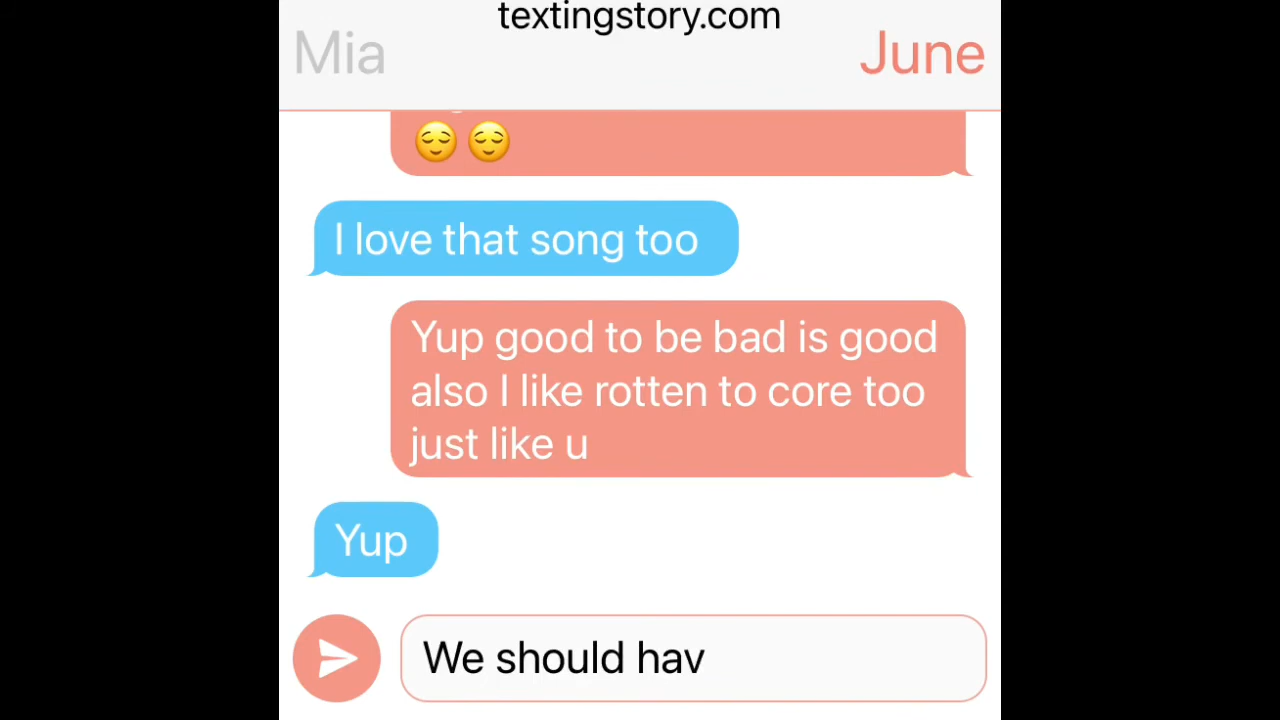 textingstory.com
Mia
June
😌 😌
I love that song too
Yup good to be bad is good
also I like rotten to core too
just like u
Yup
We should hav